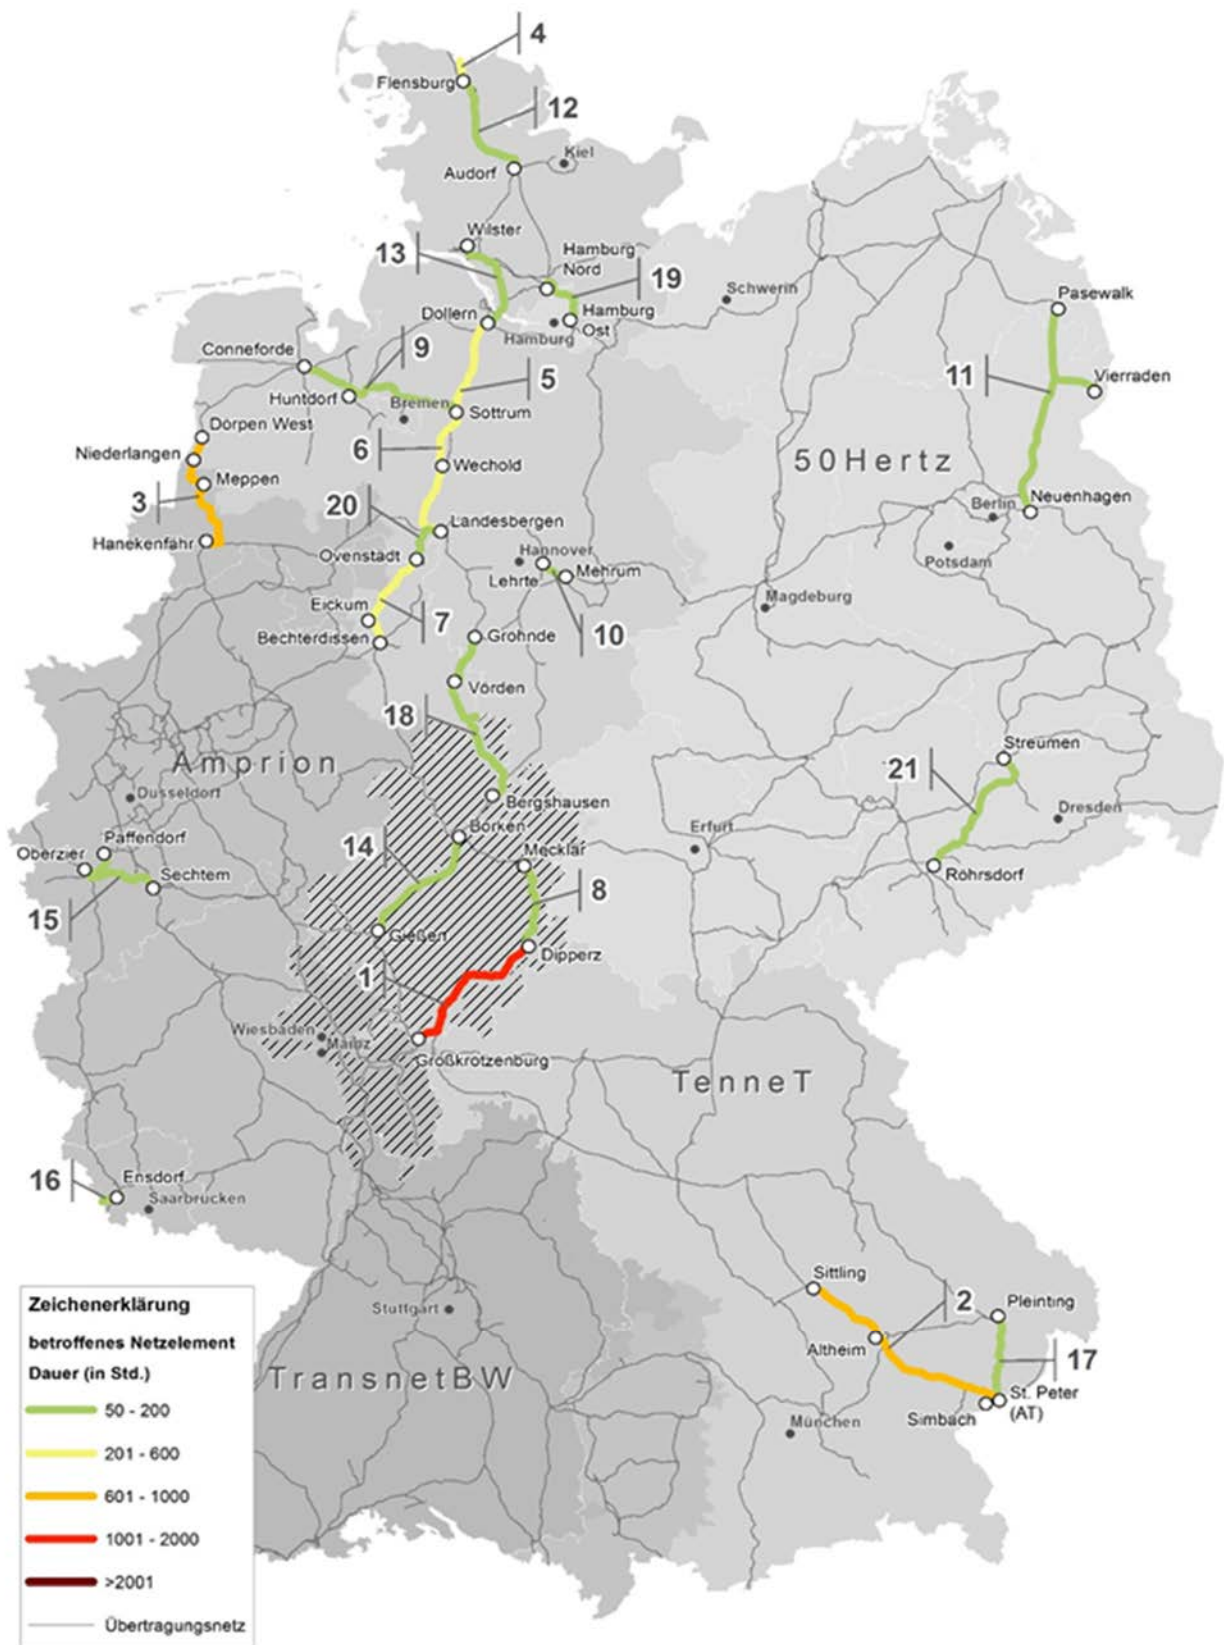 4
Flensburg
12
Kiel
Audorf
Wilster
13
Hamburg
Nord
19
Schwerin
Pasewalk
Dollern
Hamburg
Ost
Hamburg
Conneforde
9
5
11
Vierraden
Huntdorf
Bremen
Sottrum
Dörpen West
Niederlangen
6
Wechold
50Hertz
Meppen
3
20
Landesbergen
Berlin
Neuenhagen
Hanekenfähr
Ovenstädt
Hannover
Lehrte
Mehrum
Potsdam
Magdeburg
Eickum
7
10
Bechterdissen
Grohnde
Vörden
18
Streumen
Amprion
21
Düsseldorf
Bergshausen
Dresden
Borken
Erfurt
Paffendorf
14
Mecklar
Oberzier
Sechtem
Röhrsdorf
8
15
Gießen
Dipperz
1
Wiesbaden
Mainz
Großkrotzenburg
TenneT
16
Ensdorf
Saarbrücken
Sittling
2
Pleinting
Stuttgart
Altheim
17
TransnetBW
St. Peter
(AT)
Simbach
München
Zeichenerklärung
betroffenes Netzelement
Dauer (in Std.)
50 - 200
201 - 600
601 - 1000
1001 - 2000
>2001
Übertragungsnetz